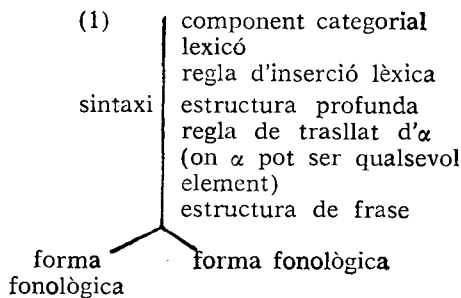 (1) component categorial
lexicó
regla d'inserció lèxica
sintaxi estructura profunda
regla de trasllat d'α
(on α pot ser qualsevol
element)
estructura de frase
forma forma fonològica
fonològica